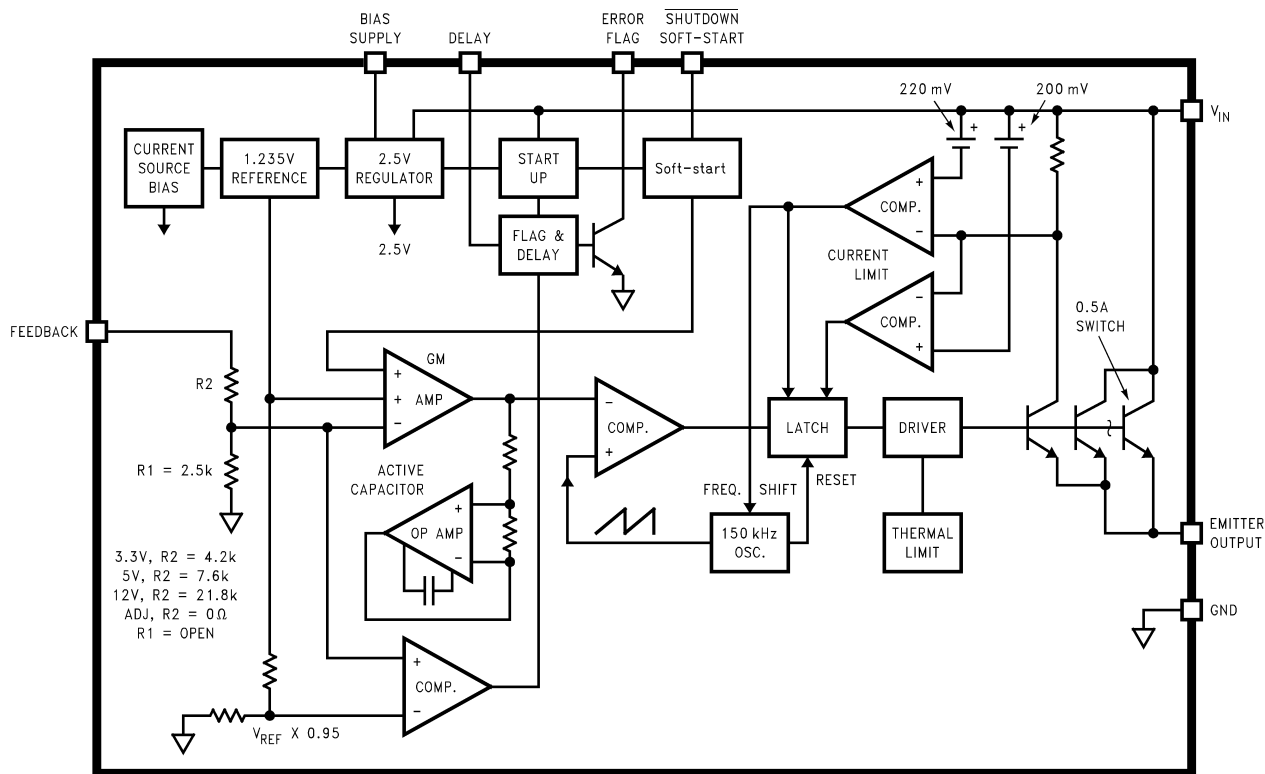 BIAS
SUPPLY
DELAY
ERROR
FLAG
SHUTDOWN
SOFT-START
220 mV
200 mV
+
+
VIN
CURRENT
SOURCE
BIAS
1.235V
REFERENCE
2.5V
REGULATOR
START
UP
Soft-start
+
COMP.
-
2.5V
FLAG &
DELAY
CURRENT
LIMIT
-
COMP.
+
0.5A
SWITCH
FEEDBACK
R2
GM
+
+ AMP
-
R1 = 2.5k
-
COMP.
+
LATCH
DRIVER
ACTIVE
CAPACITOR
+
OP AMP
-
FREQ. SHIFT
RESET
150 kHz
OSC.
THERMAL
LIMIT
EMITTER
OUTPUT
3.3V, R2 = 4.2k
5V, R2 = 7.6k
12V, R2 = 21.8k
ADJ, R2 = 0Ω
R1 = OPEN
GND
+
COMP.
-
VREF X 0.95